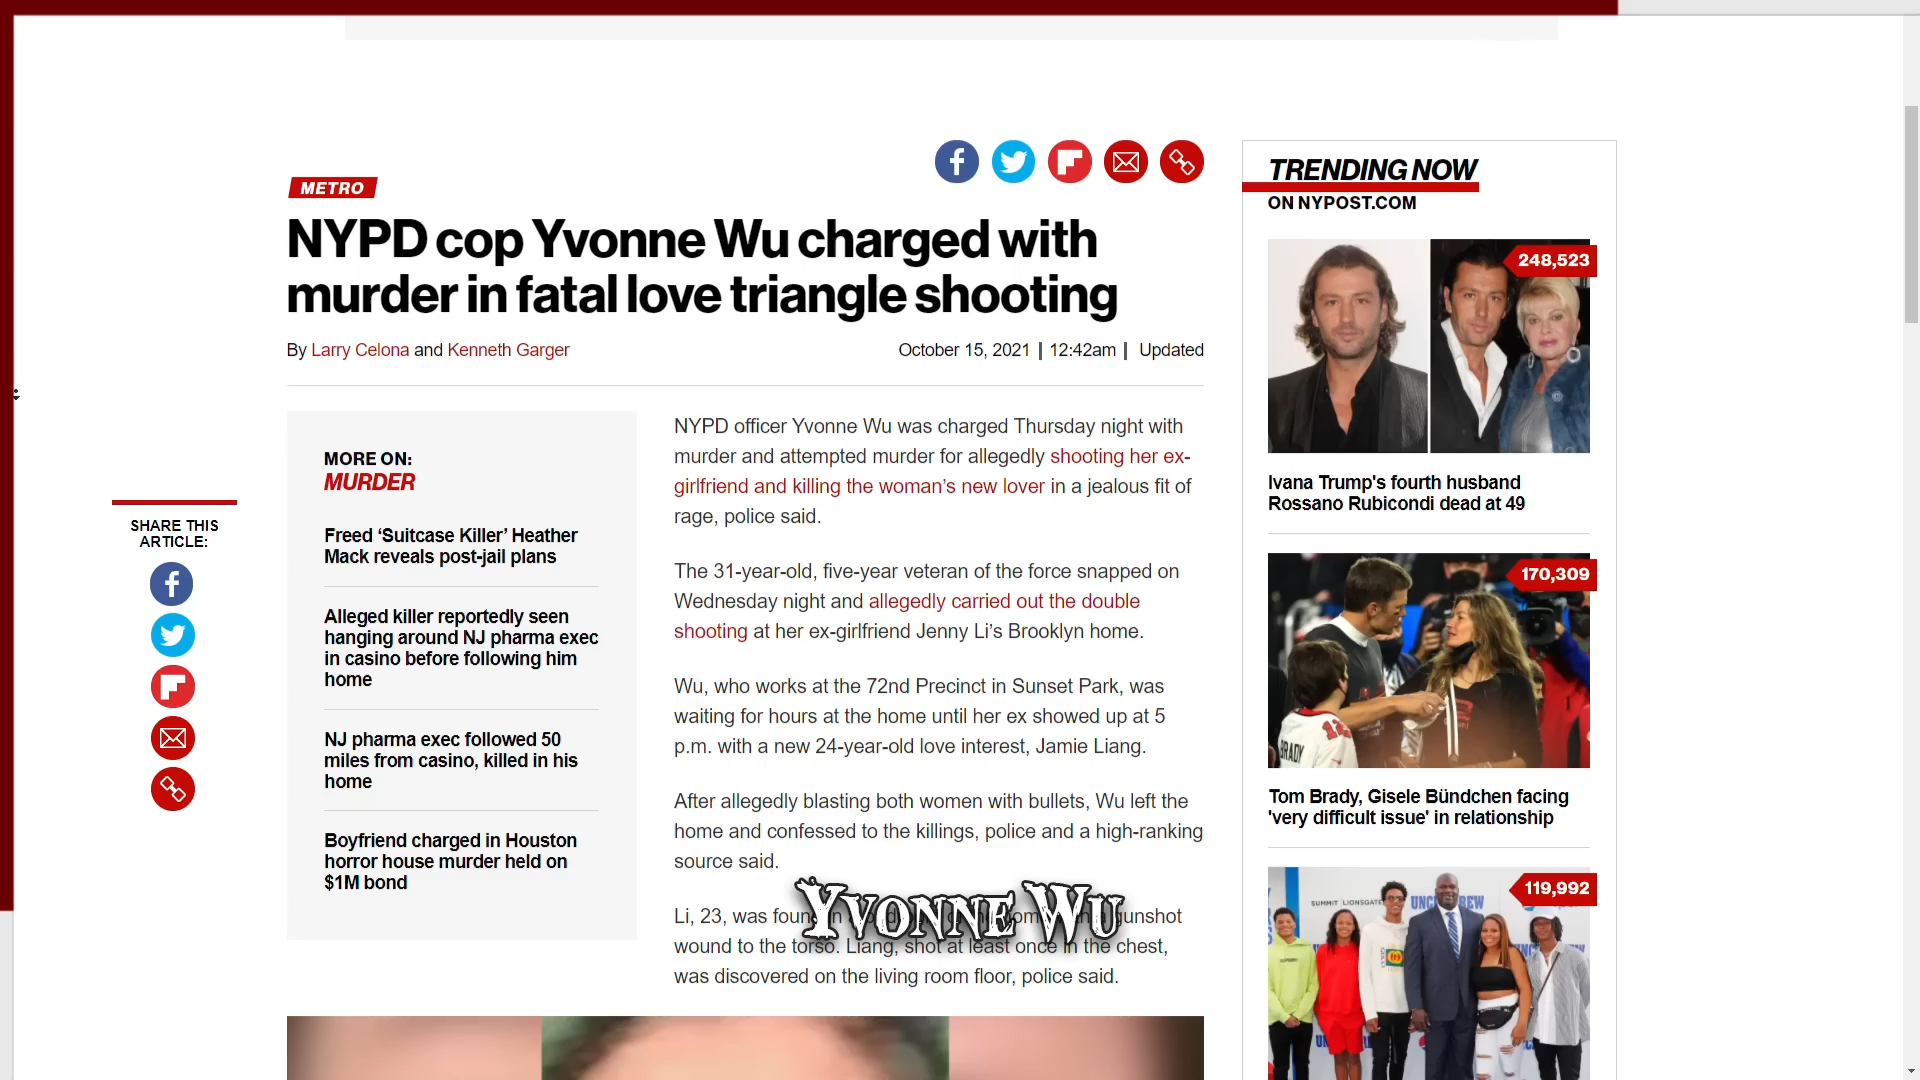 METRO
NYPD cop Yvonne Wu charged with
murder in fatal love triangle shooting
By Larry Celona and Kenneth Garger
October 15, 2021 | 12:42am | Updated
SHARE THIS
ARTICLE:
MORE ON:
MURDER
Freed ‘Suitcase Killer’ Heather
Mack reveals post-jail plans
Alleged killer reportedly seen
hanging around NJ pharma exec
in casino before following him
home
NJ pharma exec followed 50
miles from casino, killed in his
home
Boyfriend charged in Houston
horror house murder held on
$1M bond
NYPD officer Yvonne Wu was charged Thursday night with
murder and attempted murder for allegedly shooting her ex-
girlfriend and killing the woman’s new lover in a jealous fit of
rage, police said.
The 31-year-old, five-year veteran of the force snapped on
Wednesday night and allegedly carried out the double
shooting at her ex-girlfriend Jenny Li’s Brooklyn home.
Wu, who works at the 72nd Precinct in Sunset Park, was
waiting for hours at the home until her ex showed up at 5
p.m. with a new 24-year-old love interest, Jamie Liang.
After allegedly blasting both women with bullets, Wu left the
home and confessed to the killings, police and a high-ranking
source said.
Li, 23, was gunshot
wound to the torso. Liang, shot at least once in the chest,
was discovered on the living room floor, police said.
Yvonne Wu
TRENDING NOW
ON NYPOST.COM
248,523
Ivana Trump's fourth husband
Rossano Rubicondi dead at 49
170,309
BRADY
12
Tom Brady, Gisele Bündchen facing
'very difficult issue' in relationship
119,992
SUMMIT LIONSGATE